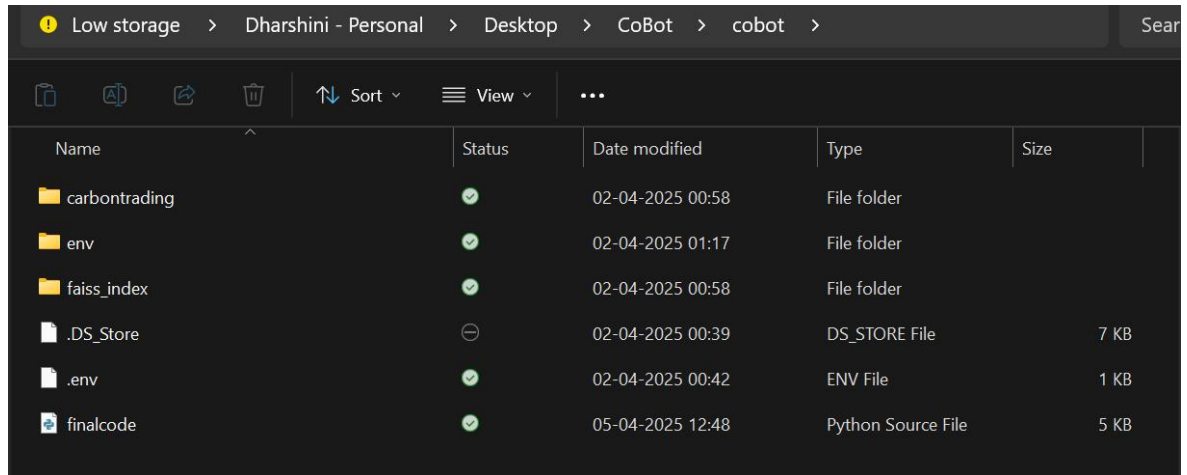 Low storage > Dharshini - Personal > Desktop > CoBot > cobot > Sear
Sort View ...
Name Status Date modified Type Size
carbontrading 02-04-2025 00:58 File folder
env 02-04-2025 01:17 File folder
faiss_index 02-04-2025 00:58 File folder
.DS_Store 02-04-2025 00:39 DS_STORE File 7 KB
.env 02-04-2025 00:42 ENV File 1 KB
finalcode 05-04-2025 12:48 Python Source File 5 KB